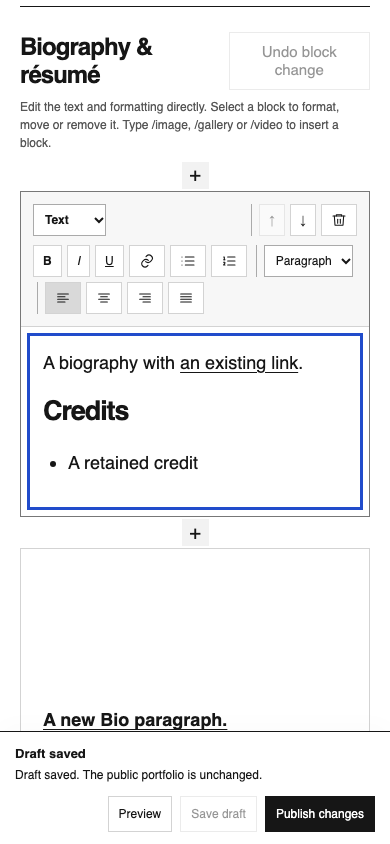 Biography &
résumé
Undo block
change
Edit the text and formatting directly. Select a block to format,
move or remove it. Type /image, /gallery or /video to insert a
block.
+
Text
↑ ↓
B I U Paragraph
A biography with an existing link.
Credits
• A retained credit
+
A new Bio paragraph.
Draft saved
Draft saved. The public portfolio is unchanged.
Preview Save draft Publish changes